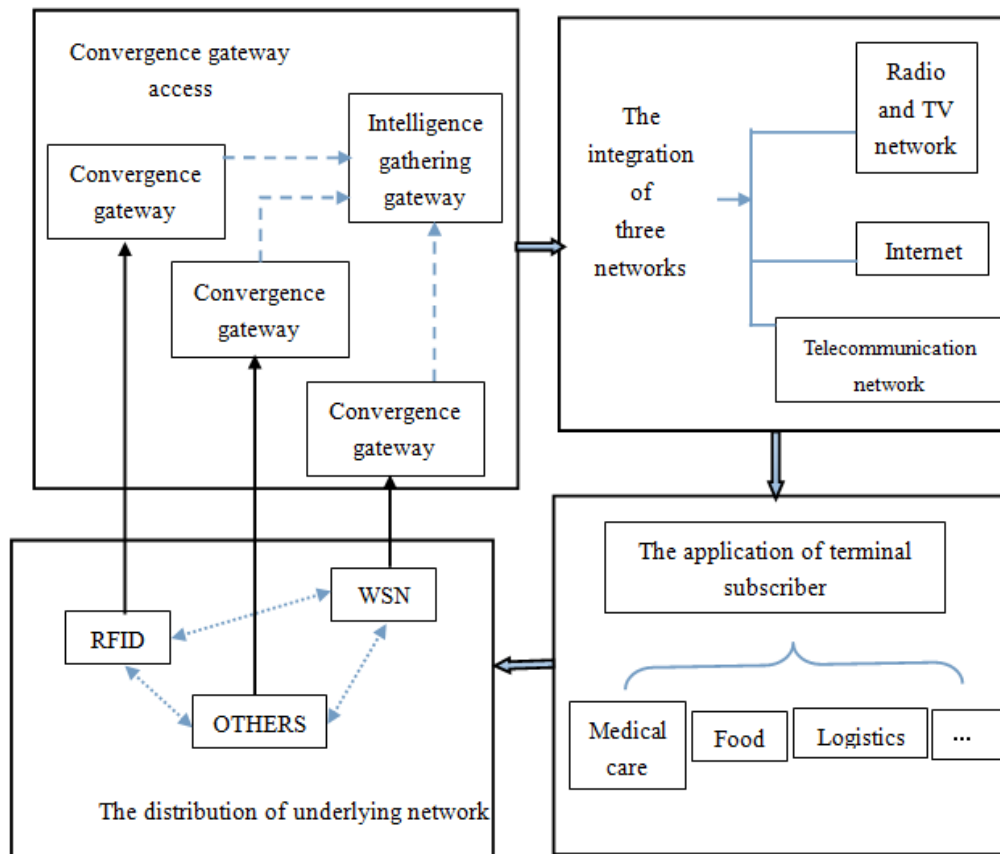 Convergence gateway
access
Intelligence
gathering
gateway
Convergence
gateway
Convergence
gateway
Convergence
gateway
The
integration
of
three
networks
Radio
and TV
network
Internet
Telecommunication
network
WSN
RFID
OTHERS
The distribution of underlying network
The application of terminal
subscriber
Medical
care
Food
Logistics
...